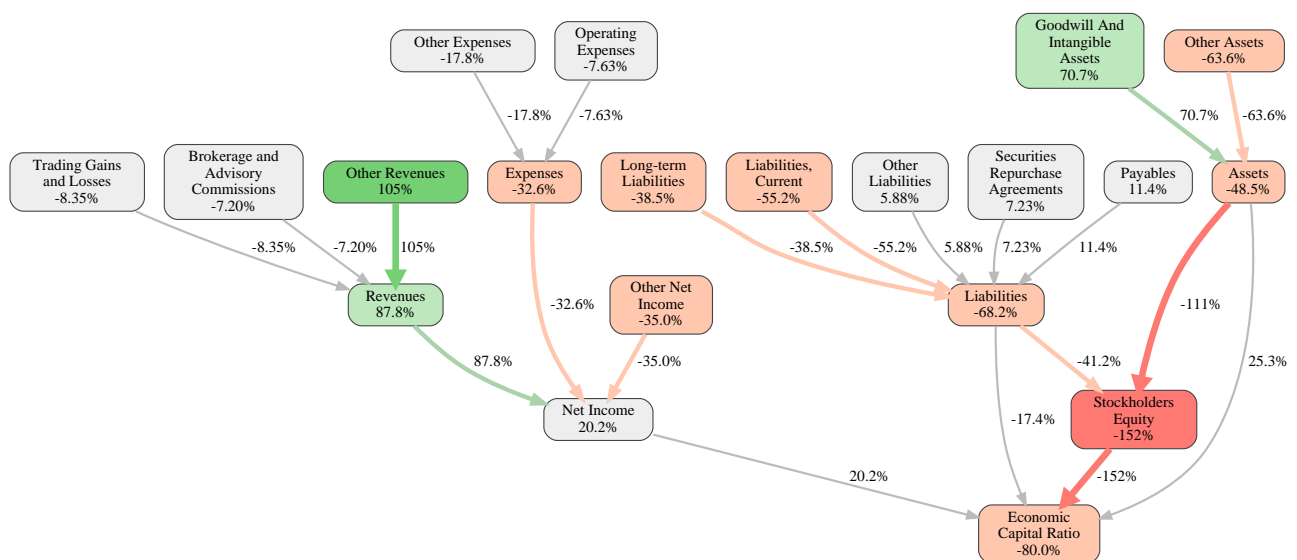 Other Expenses
-17.8%
Operating
Expenses
-7.63%
Goodwill And
Intangible
Assets
70.7%
Other Assets
-63.6%
-17.8%
-7.63%
70.7%
-63.6%
Trading Gains
and Losses
-8.35%
Brokerage and
Advisory
Commissions
-7.20%
Other Revenues
105%
Expenses
-32.6%
Long-term
Liabilities
-38.5%
Liabilities,
Current
-55.2%
Other
Liabilities
5.88%
Securities
Repurchase
Agreements
7.23%
Payables
11.4%
Assets
-48.5%
-8.35%
-7.20%
105%
-38.5%
-55.2%
5.88%
7.23%
11.4%
Revenues
87.8%
-32.6%
Other Net
Income
-35.0%
Liabilities
-68.2%
-111%
87.8%
-35.0%
-41.2%
25.3%
Net Income
20.2%
-17.4%
Stockholders
Equity
-152%
20.2%
-152%
Economic
Capital Ratio
-80.0%